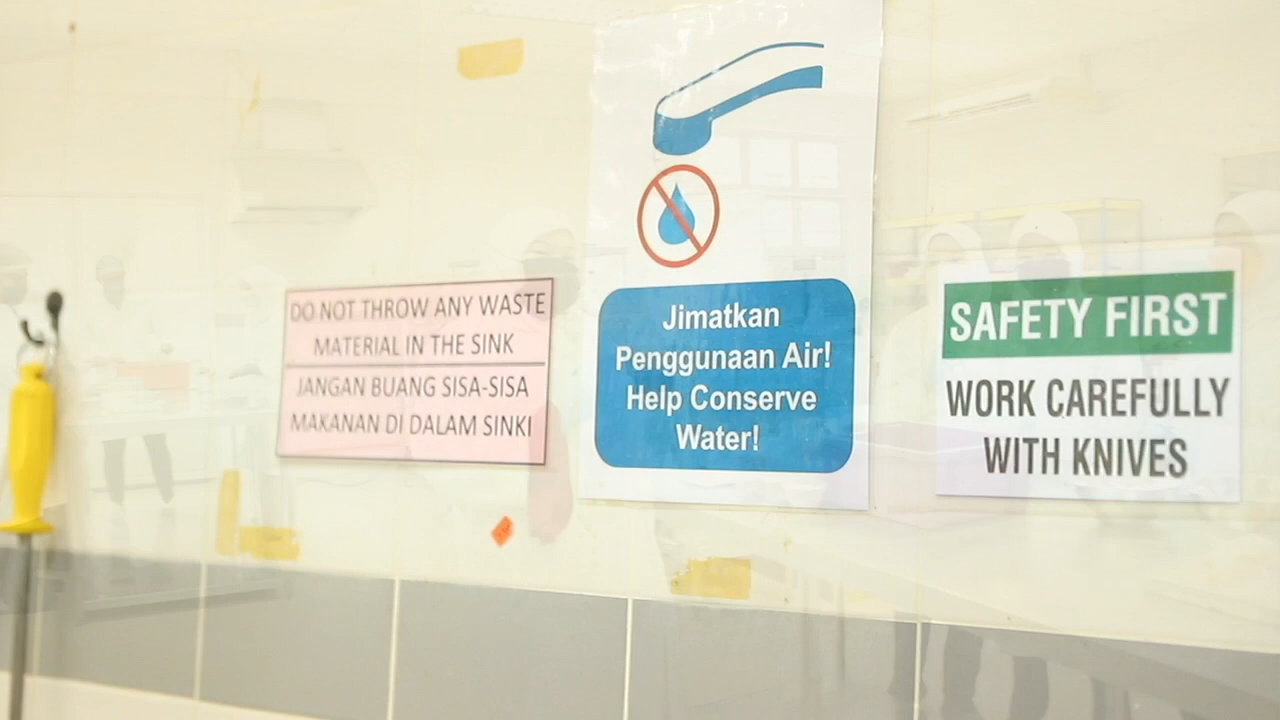 DO NOT THROW ANY WASTE
MATERIAL IN THE SINK
JANGAN BUANG SISA-SISA
MAKANAN DI DALAM SINKI
Jimatkan
Penggunaan Air!
Help Conserve
Water!
SAFETY FIRST
WORK CAREFULLY
WITH KNIVES